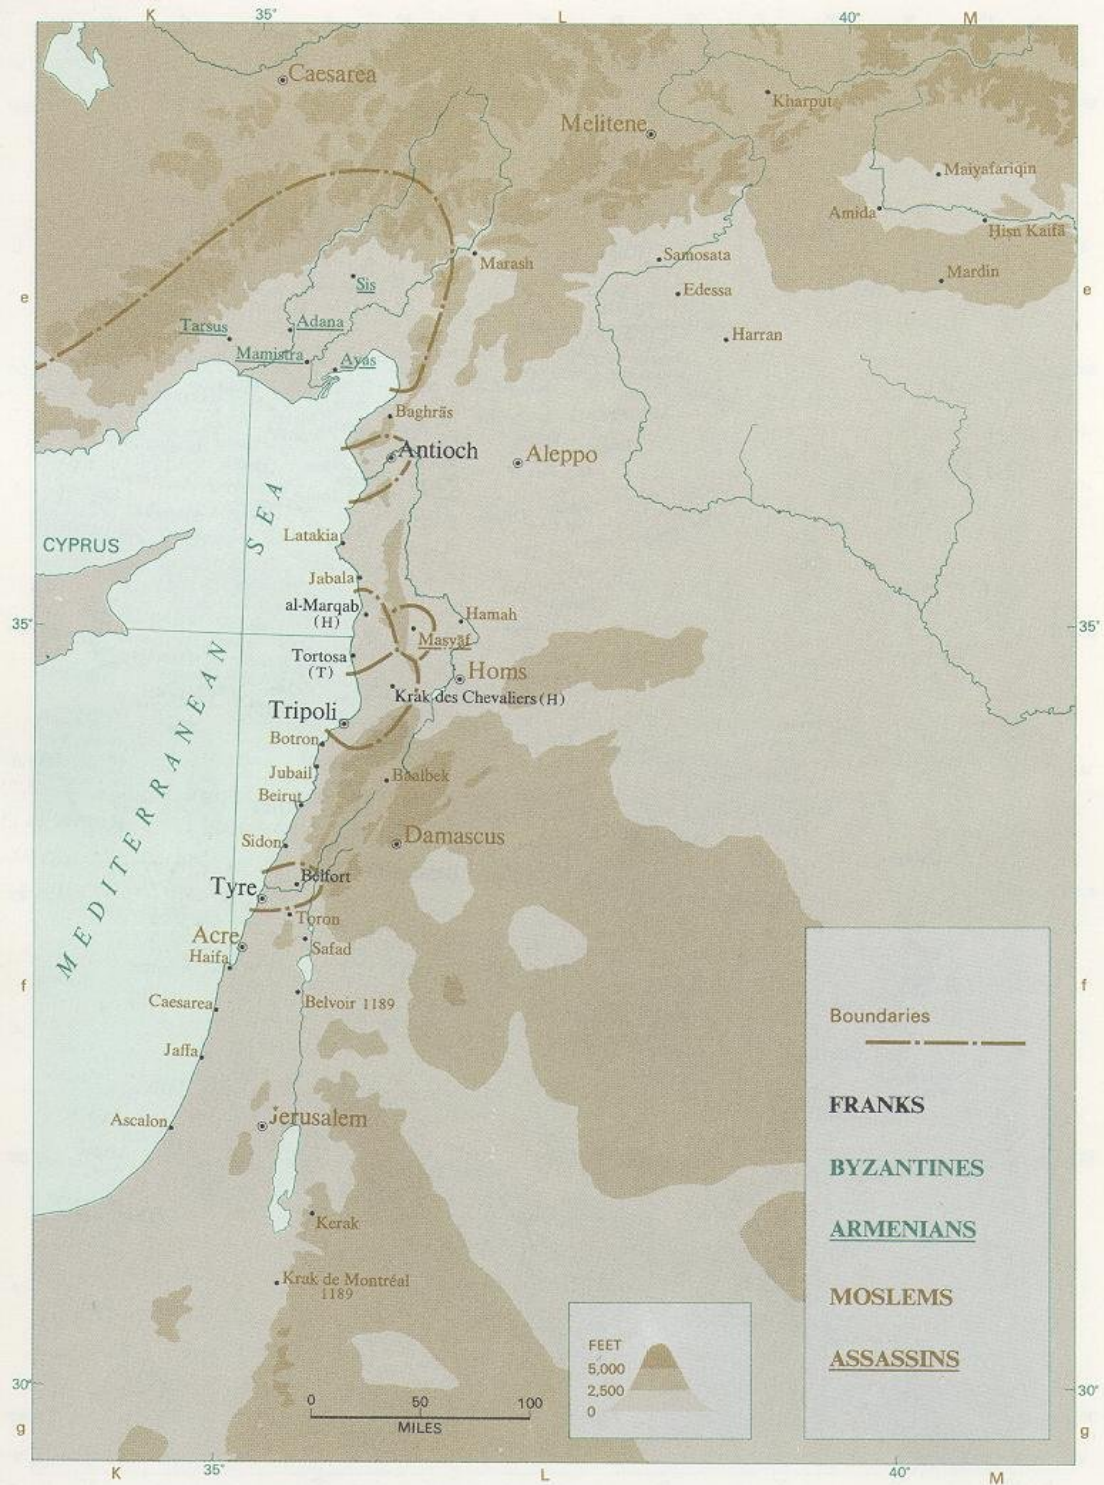 K 35° L 40° M
Caesarea
Kharput
Melitene
Maiyafariqin
Amida
Hisn Kaifā
Marash
Samosata
Mardin
Sis
Edessa
e
e
Tarsus
Adana
Harran
Mamistra
Ayas
Baghrās
Antioch
Aleppo
SEA
Latakia
CYPRUS
Jabala
al-Marqab
(H)
Hamah
35°
35°
Masyāf
Tortosa
(T)
Homs
Krak des Chevaliers (H)
MEDITERRANEAN
Tripoli
Botron
Jubail
Baalbek
Beirut
Sidon
Damascus
Belfort
Tyre
Toron
Acre
Safad
Haifa
f
f
Caesarea
Belvoir 1189
Jaffa
Ascalon
Jerusalem
Kerak
Krak de Montréal
1189
Boundaries
FRANKS
BYZANTINES
ARMENIANS
MOSLEMS
ASSASSINS
FEET
5,000
2,500
0
30°
30°
0 50 100
MILES
g
g
K 35° L 40° M